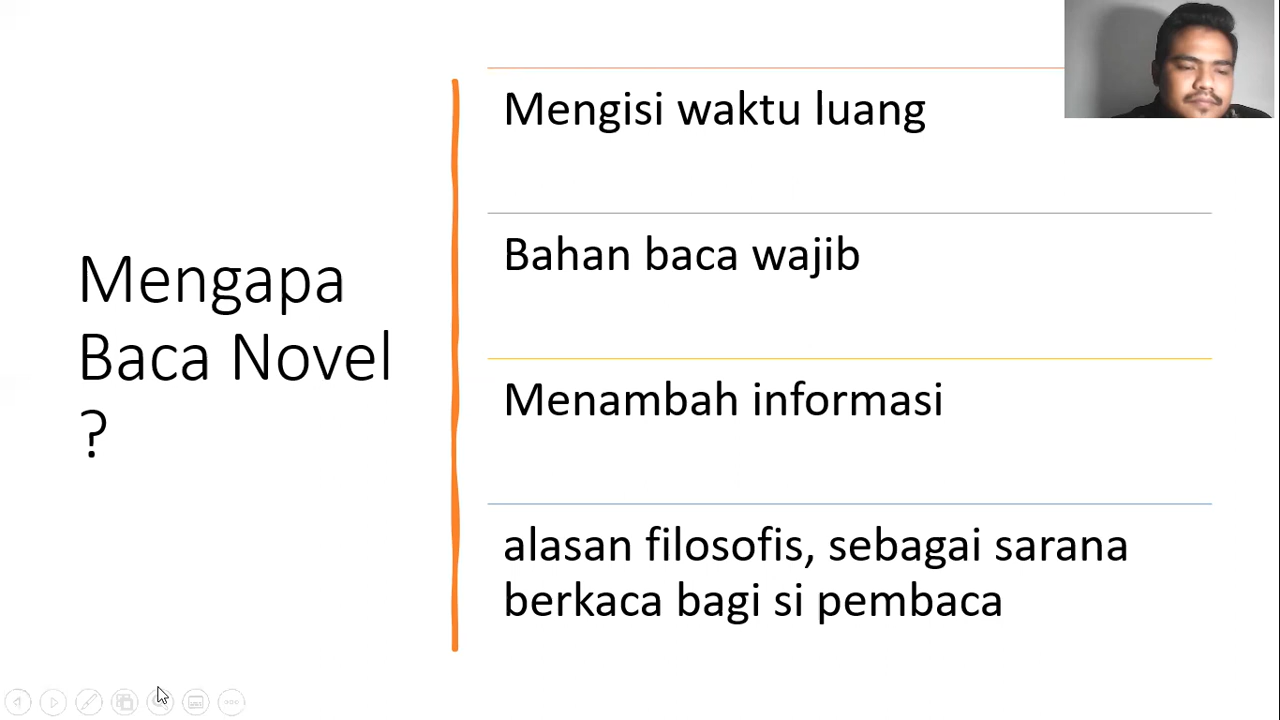 Mengapa
Baca Novel
?
Mengisi waktu luang
Bahan baca wajib
Menambah informasi
alasan filosofis, sebagai sarana
berkaca bagi si pembaca